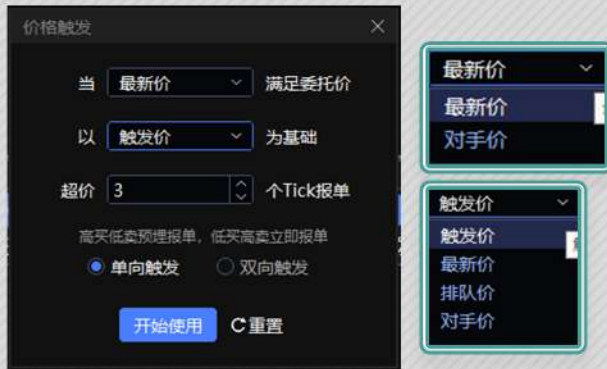 价格触发
当 最新价 满足委托价
以 触发价 为基础
超价 3 个Tick报单
高买低卖预埋报单，低买高卖立即报单
单向触发 双向触发
开始使用 重置
最新价
最新价
对手价
触发价
触发价
最新价
排队价
对手价